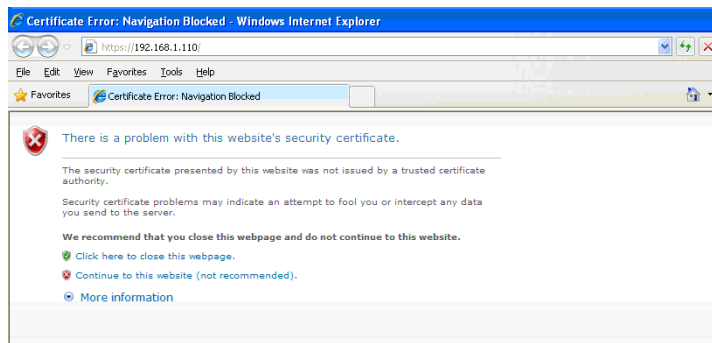 Certificate Error: Navigation Blocked - Windows Internet Explorer
https://192.168.1.110/
File Edit View Favorites Tools Help
Favorites Certificate Error: Navigation Blocked
There is a problem with this website's security certificate.
The security certificate presented by this website was not issued by a trusted certificate
authority.
Security certificate problems may indicate an attempt to fool you or intercept any data
you send to the server.
We recommend that you close this webpage and do not continue to this website.
Click here to close this webpage.
Continue to this website (not recommended).
More information